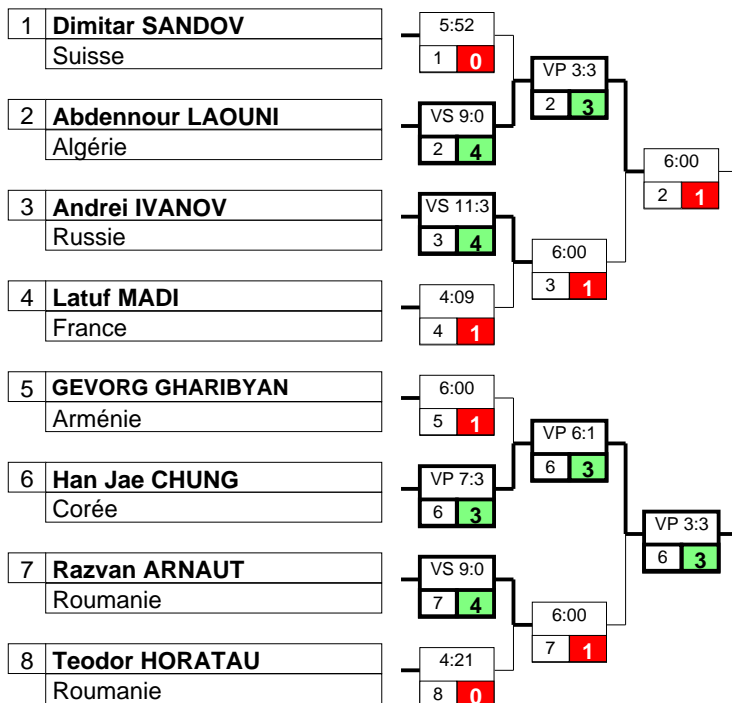 1 Dimitar SANDOV
Suisse
5:52
1 0
VP 3:3
2 3
2 Abdennour LAOUNI
Algérie
VS 9:0
2 4
6:00
2 1
3 Andrei IVANOV
Russie
VS 11:3
3 4
6:00
3 1
4 Latuf MADI
France
4:09
4 1
5 GEVORG GHARIBYAN
Arménie
6:00
5 1
VP 6:1
6 3
6 Han Jae CHUNG
Corée
VP 7:3
6 3
VP 3:3
6 3
7 Razvan ARNAUT
Roumanie
VS 9:0
7 4
6:00
7 1
8 Teodor HORATAU
Roumanie
4:21
8 0